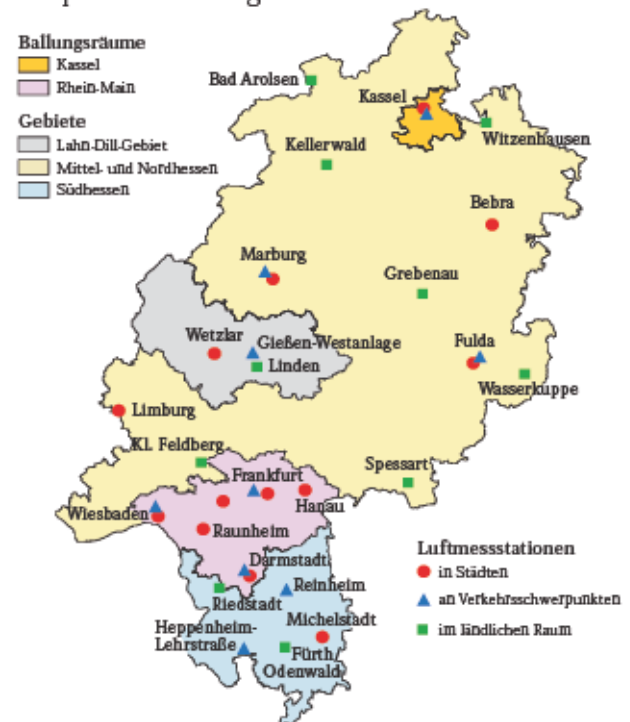 Ballungsräume
Kassel
Rhein-Main
Gebiete
Lahn-Dill-Gebiet
Mittel- und Nordhessen
Südhessen
Bad Arolsen
Kassel
Witzenhausen
Kellerwald
Bebra
Marburg
Grebenau
Wetzlar
Gießen-Westanlage
Linden
Fulda
Wasserkuppe
Limburg
Kl. Feldberg
Spessart
Frankfurt
Hanau
Wiesbaden
Raunheim
Darmstadt
Reinheim
Riedstadt
Michelstadt
Heppenheim-
Lehrstraße
Fürth/
Odenwald
Luftmessstationen
in Städten
an Verkehrsschwerpunkten
im ländlichen Raum